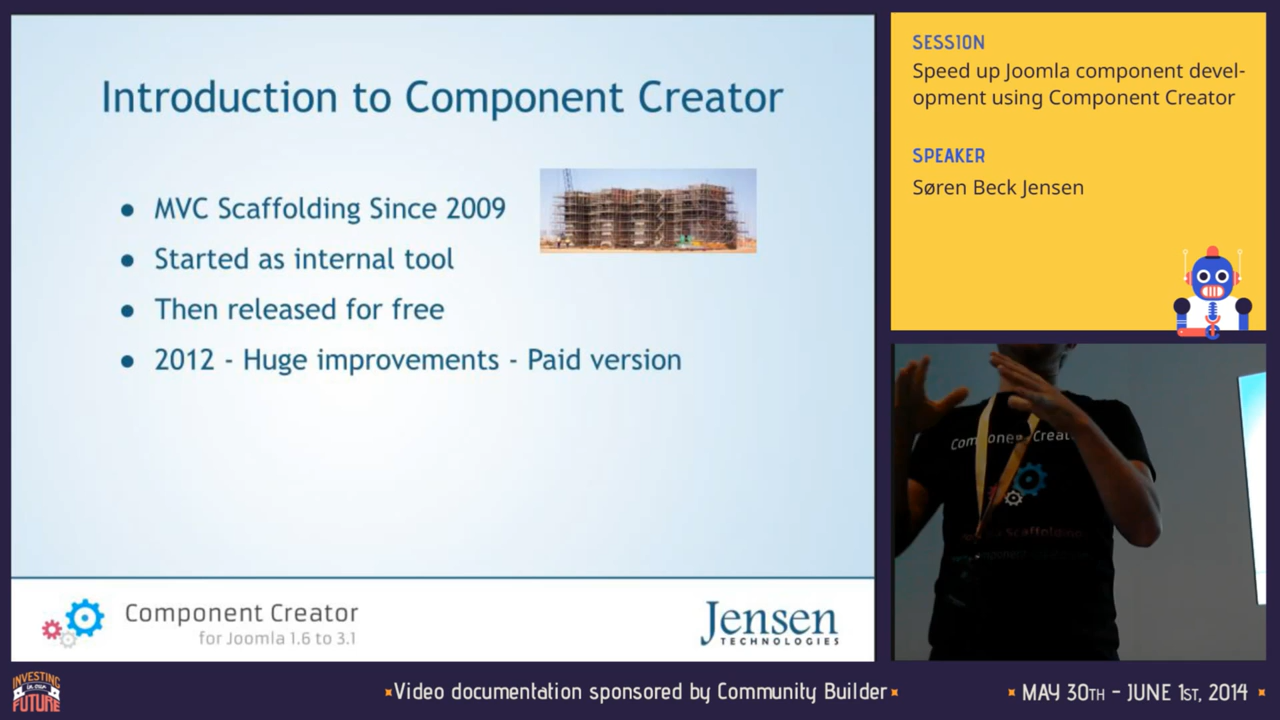 Introduction to Component Creator
MVC Scaffolding Since 2009
Started as internal tool
Then released for free
2012 - Huge improvements - Paid version
Component Creator
for Joomla 1.6 to 3.1
Jensen
TECHNOLOGIES
SESSION
Speed up Joomla component devel-
opment using Component Creator
SPEAKER
Søren Beck Jensen
Scaffolding
INVESTING
IN OUR
FUTURE
Video documentation sponsored by Community Builder
MAY 30TH - JUNE 1ST, 2014